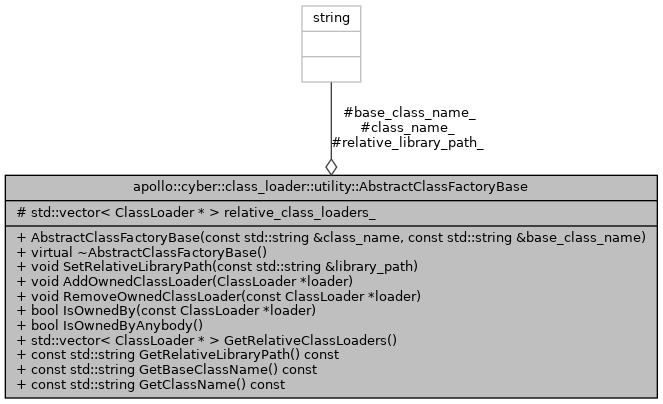 string
#base_class_name_
#class_name_
#relative_library_path_
apollo::cyber::class_loader::utility::AbstractClassFactoryBase
# std::vector< ClassLoader * > relative_class_loaders_
+ AbstractClassFactoryBase(const std::string &class_name, const std::string &base_class_name)
+ virtual ~AbstractClassFactoryBase()
+ void SetRelativeLibraryPath(const std::string &library_path)
+ void AddOwnedClassLoader(ClassLoader *loader)
+ void RemoveOwnedClassLoader(const ClassLoader *loader)
+ bool IsOwnedBy(const ClassLoader *loader)
+ bool IsOwnedByAnybody()
+ std::vector< ClassLoader * > GetRelativeClassLoaders()
+ const std::string GetRelativeLibraryPath() const
+ const std::string GetBaseClassName() const
+ const std::string GetClassName() const